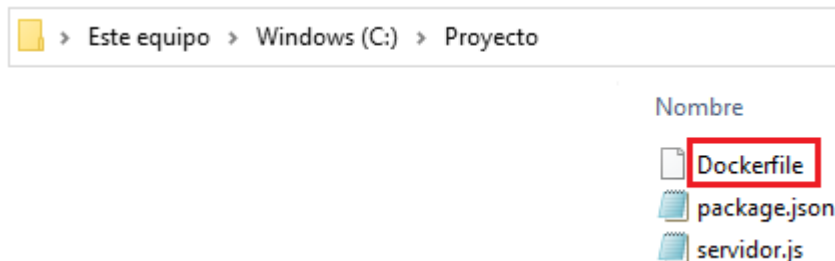 Este equipo > Windows (C:) > Proyecto
Nombre
Dockerfile
package.json
servidor.js